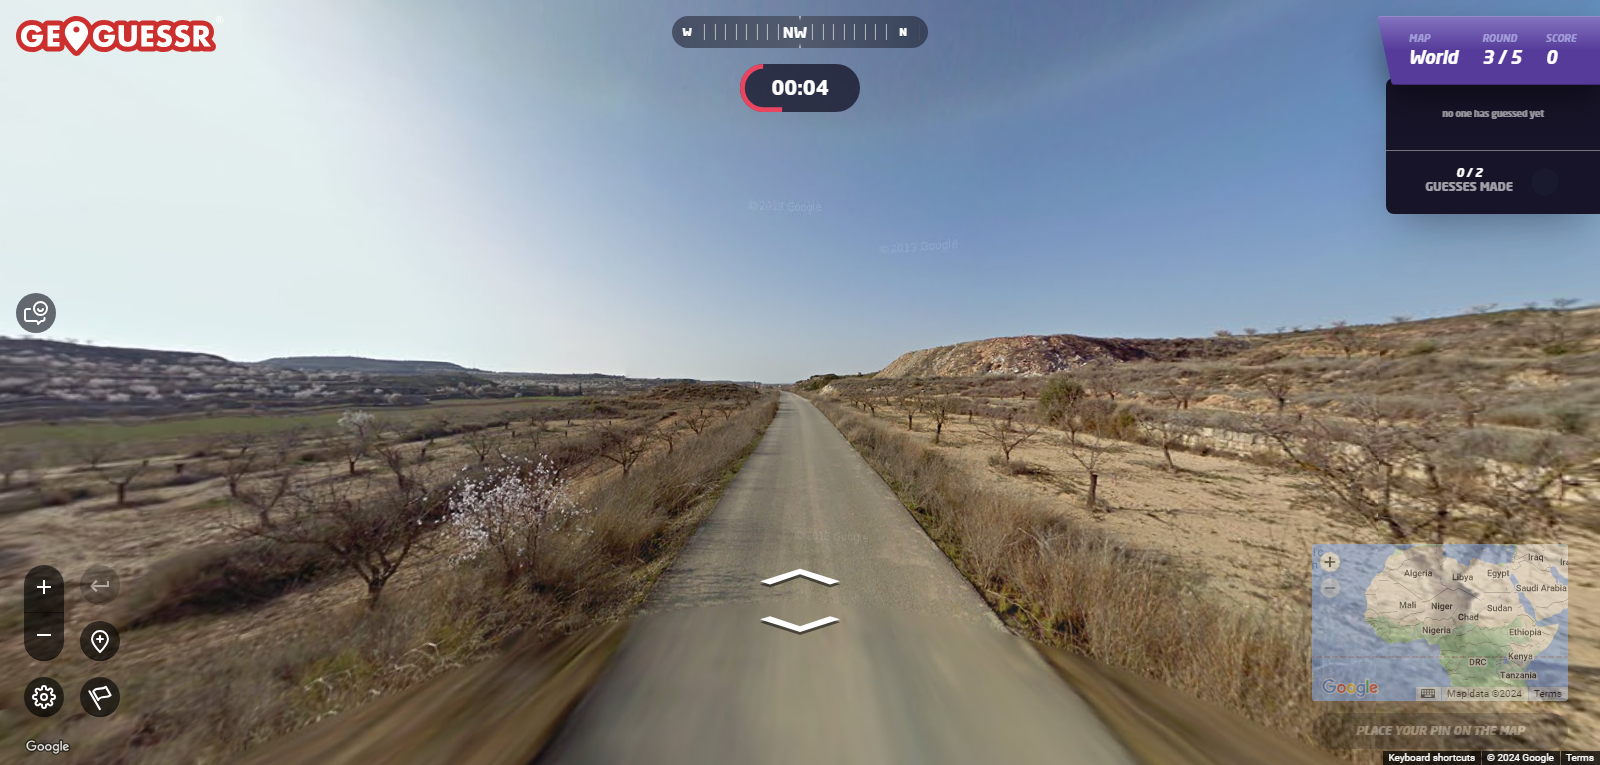 GEOGUESSR
W NW N
00:04
MAP ROUND SCORE
World 3 / 5 0
no one has guessed yet
0 / 2
GUESSES MADE
© 2013 Google
© 2013 Google
Google
Iraq
Algeria Libya Egypt
Saudi Arabia
Mali Niger Chad Sudan
Nigeria Ethiopia
DRC Kenya
Tanzania
Google
Map data ©2024 Terms
PLACE YOUR PIN ON THE MAP
Google
Keyboard shortcuts © 2024 Google Terms